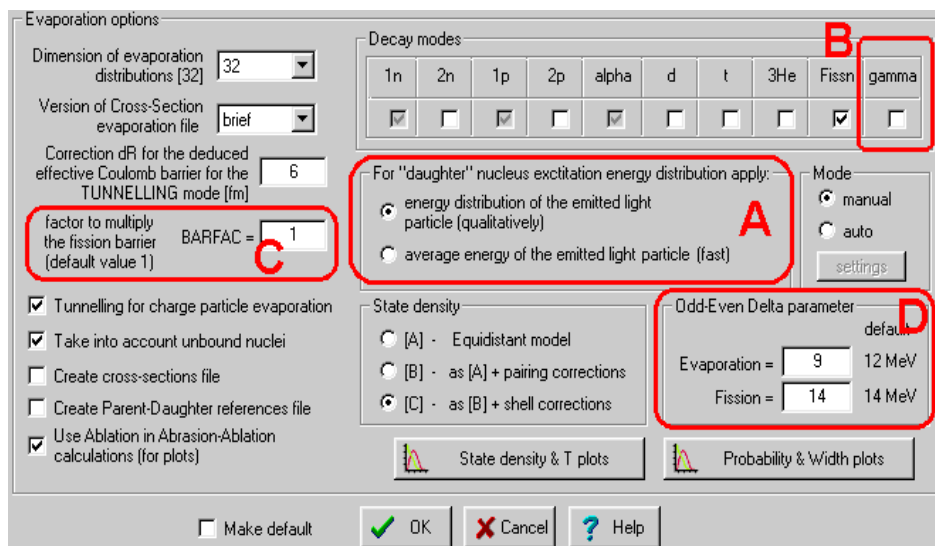 Evaporation options
Dimension of evaporation
distributions [32]
32
Version of Cross-Section
evaporation file
brief
Correction dR for the deduced
effective Coulomb barrier for the
TUNNELLING mode [fm]
6
factor to multiply
the fission barrier
(default value 1)
BARFAC =
1
C
Tunnelling for charge particle evaporation
Take into account unbound nuclei
Create cross-sections file
Create Parent-Daughter references file
Use Ablation in Abrasion-Ablation
calculations (for plots)
Decay modes
B
1n 2n 1p 2p alpha d t 3He Fissn gamma
For "daughter" nucleus exctitation energy distribution apply:
energy distribution of the emitted light
particle (qualitatively)
average energy of the emitted light particle (fast)
A
Mode
manual
auto
settings
State density
[A] - Equidistant model
[B] - as [A] + pairing corrections
[C] - as [B] + shell corrections
Odd-Even Delta parameter
D
default
Evaporation = 9 12 MeV
Fission = 14 14 MeV
State density & T plots
Probability & Width plots
Make default
OK
Cancel
? Help